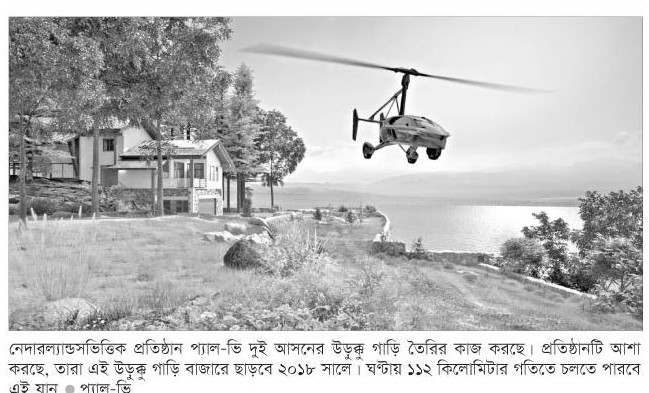 নেদারল্যান্ডসভিত্তিক প্রতিষ্ঠান প্যাল-ভি দুই আসনের উড়ুক্কু গাড়ি তৈরির কাজ করছে। প্রতিষ্ঠানটি আশা
করছে, তারা এই উড়ুক্কু গাড়ি বাজারে ছাড়বে ২০১৮ সালে। ঘণ্টায় ১১২ কিলোমিটার গতিতে চলতে পারবে
এই যান ● প্যাল-ভি